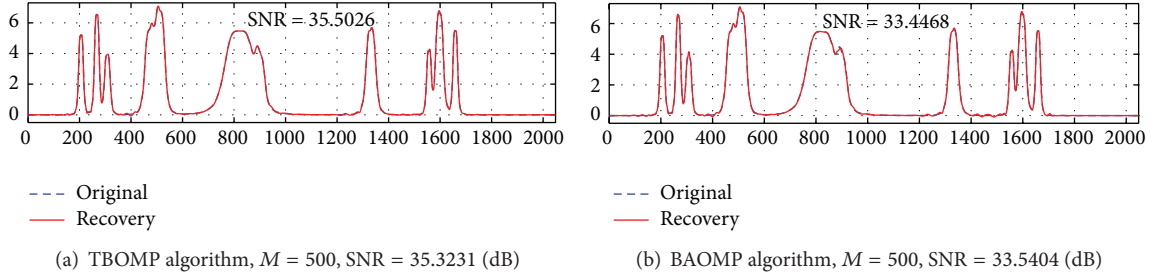 SNR = 35.5026
6
4
2
0
0 200 400 600 800 1000 1200 1400 1600 1800 2000
Original
Recovery
(a) TBOMP algorithm, M = 500, SNR = 35.3231 (dB)
SNR = 33.4468
6
4
2
0
0 200 400 600 800 1000 1200 1400 1600 1800 2000
Original
Recovery
(b) BAOMP algorithm, M = 500, SNR = 33.5404 (dB)